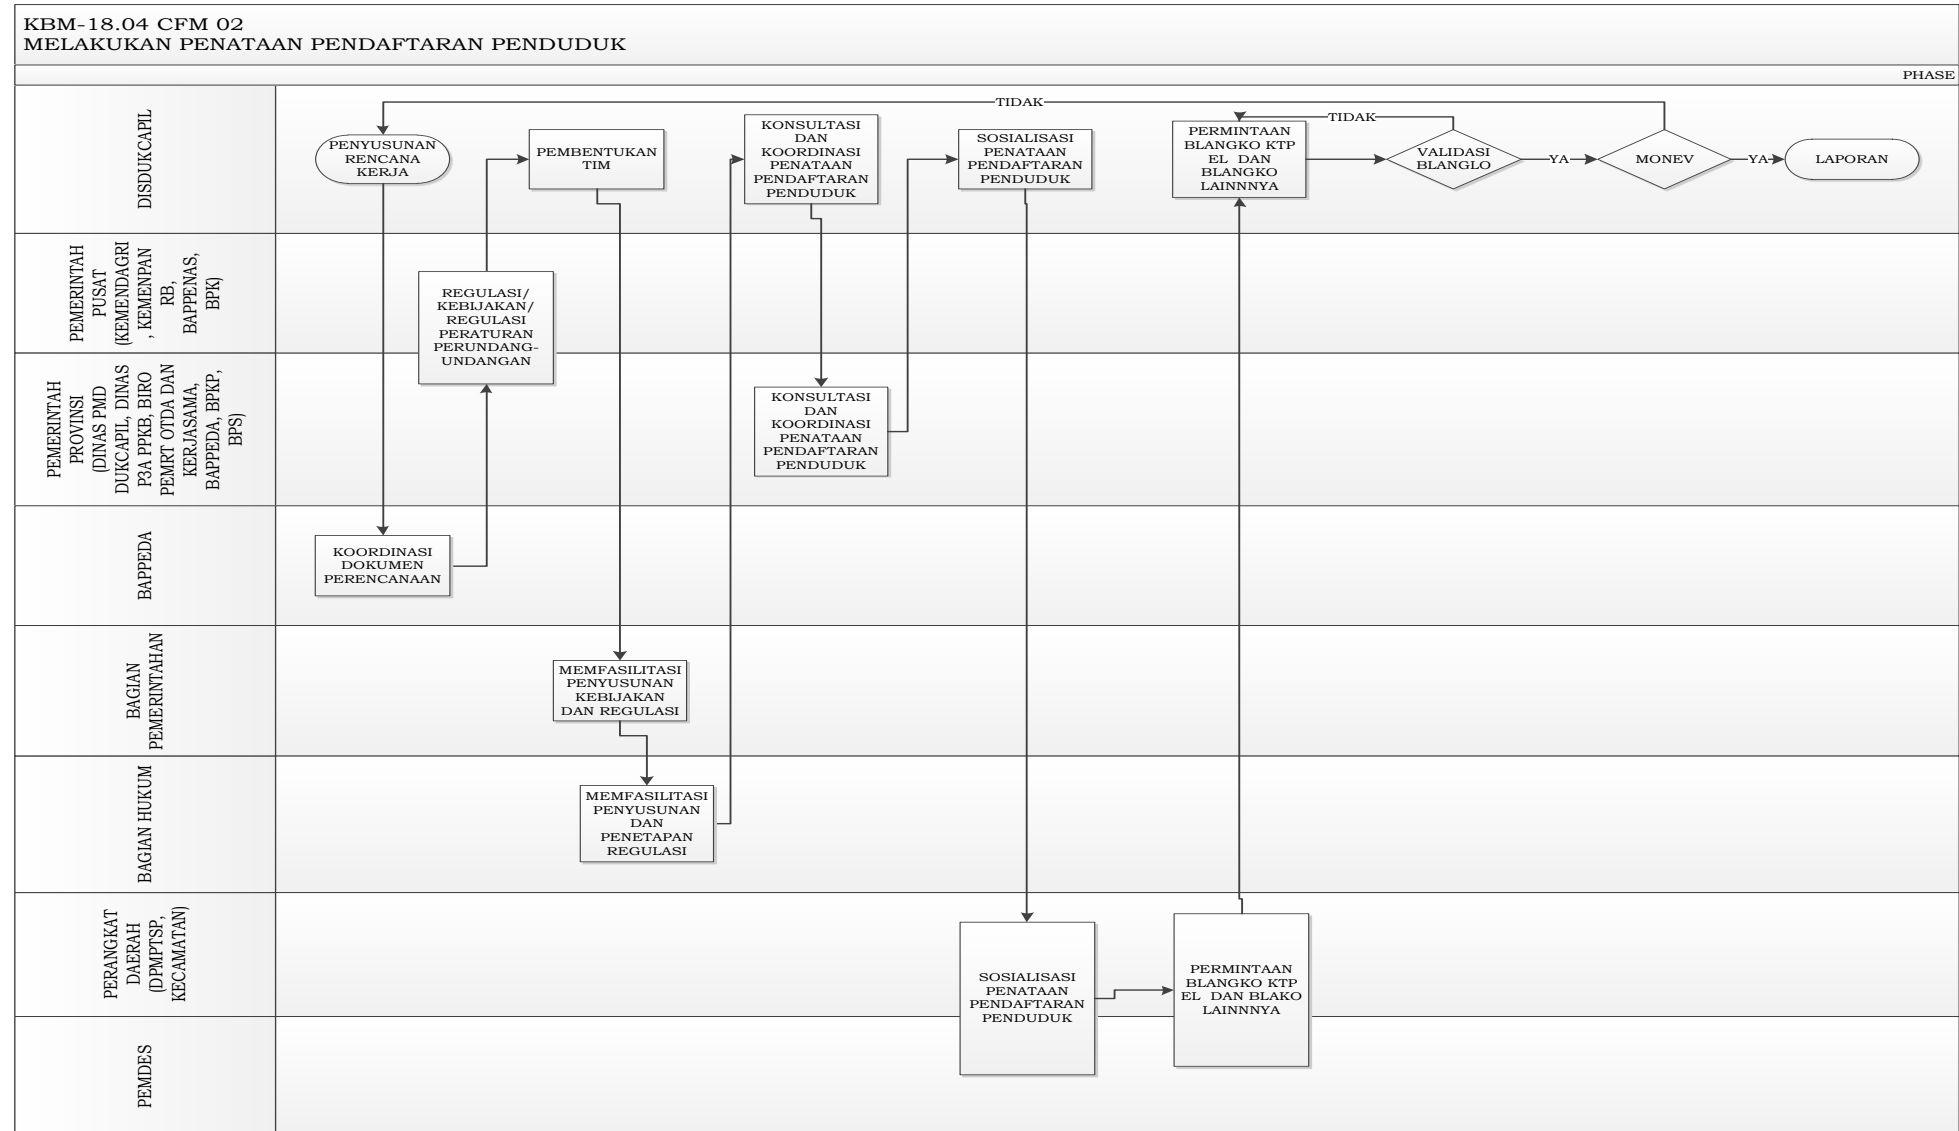 KBM-18.04 CFM 02
MELAKUKAN PENATAAN PENDAFTARAN PENDUDUK
PHASE
DISDUKCAPIL
TIDAK
PENYUSUNAN
RENCANA
KERJA
PEMBENTUKAN
TIM
KONSULTASI
DAN
KOORDINASI
PENATAAN
PENDAFTARAN
PENDUDUK
SOSIALISASI
PENATAAN
PENDAFTARAN
PENDUDUK
PERMINTAAN
BLANGKO KTP
EL DAN
BLANGKO
LAINNNYA
TIDAK
VALIDASI
BLANGLO
YA
MONEV
YA
LAPORAN
PEMERINTAH
PUSAT
(KEMENDAGRI
, KEMENPAN
RB,
BAPPENAS,
BPK)
REGULASI/
KEBIJAKAN/
REGULASI
PERATURAN
PERUNDANG-
UNDANGAN
PEMERINTAH
PROVINSI
(DINAS PMD
DUKCAPIL, DINAS
P3A PPKB, BIRO
PEMRT OTDA DAN
KERJASAMA,
BAPPEDA, BPKP,
BPS)
KONSULTASI
DAN
KOORDINASI
PENATAAN
PENDAFTARAN
PENDUDUK
BAPPEDA
KOORDINASI
DOKUMEN
PERENCANAAN
BAGIAN
PEMERINTAHAN
MEMFASILITASI
PENYUSUNAN
KEBIJAKAN
DAN REGULASI
BAGIAN HUKUM
MEMFASILITASI
PENYUSUNAN
DAN
PENETAPAN
REGULASI
PERANGKAT
DAERAH
(DPMPTSP,
KECAMATAN)
SOSIALISASI
PENATAAN
PENDAFTARAN
PENDUDUK
PERMINTAAN
BLANGKO KTP
EL DAN BLAKO
LAINNNYA
PEMDES